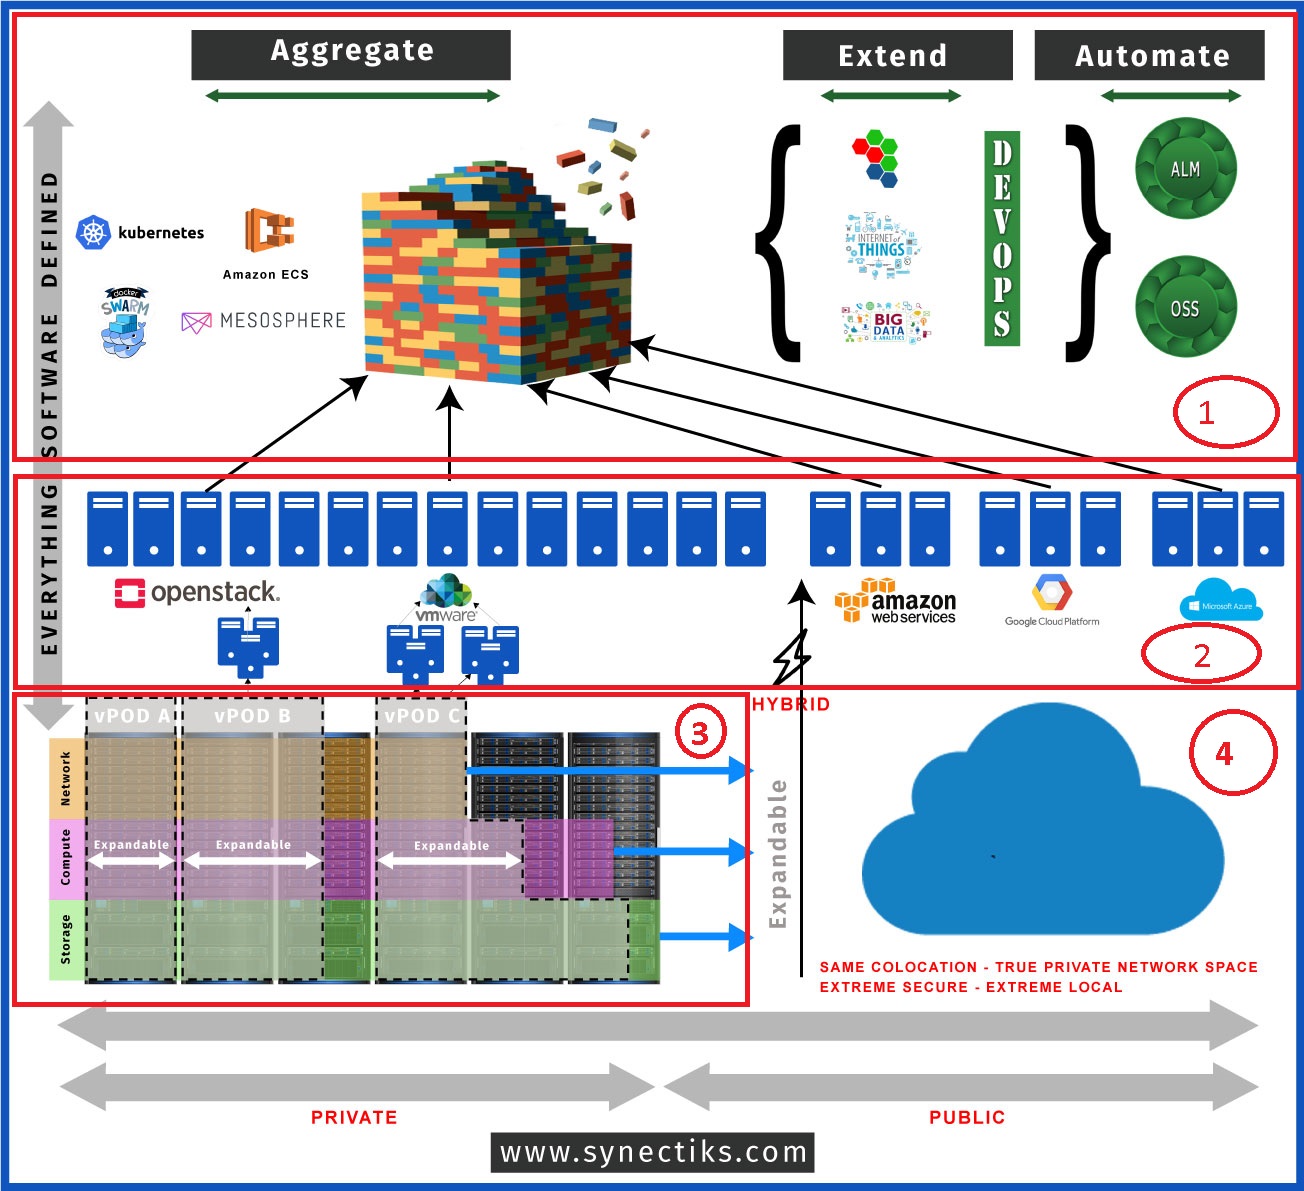 Aggregate
Extend
Automate
EVERYTHING SOFTWARE DEFINED
kubernetes
Amazon ECS
docker
SWARM
MESOSPHERE
INTERNET of
THINGS
BIG
DATA
& ANALYTICS
DEVOPS
ALM
OSS
1
openstack.
vmware
amazon
web services
Google Cloud Platform
Microsoft Azure
2
HYBRID
vPOD A
vPOD B
vPOD C
3
4
Network
Compute
Storage
Expandable
Expandable
Expandable
Expandable
SAME COLOCATION - TRUE PRIVATE NETWORK SPACE
EXTREME SECURE - EXTREME LOCAL
PRIVATE
PUBLIC
www.synectiks.com